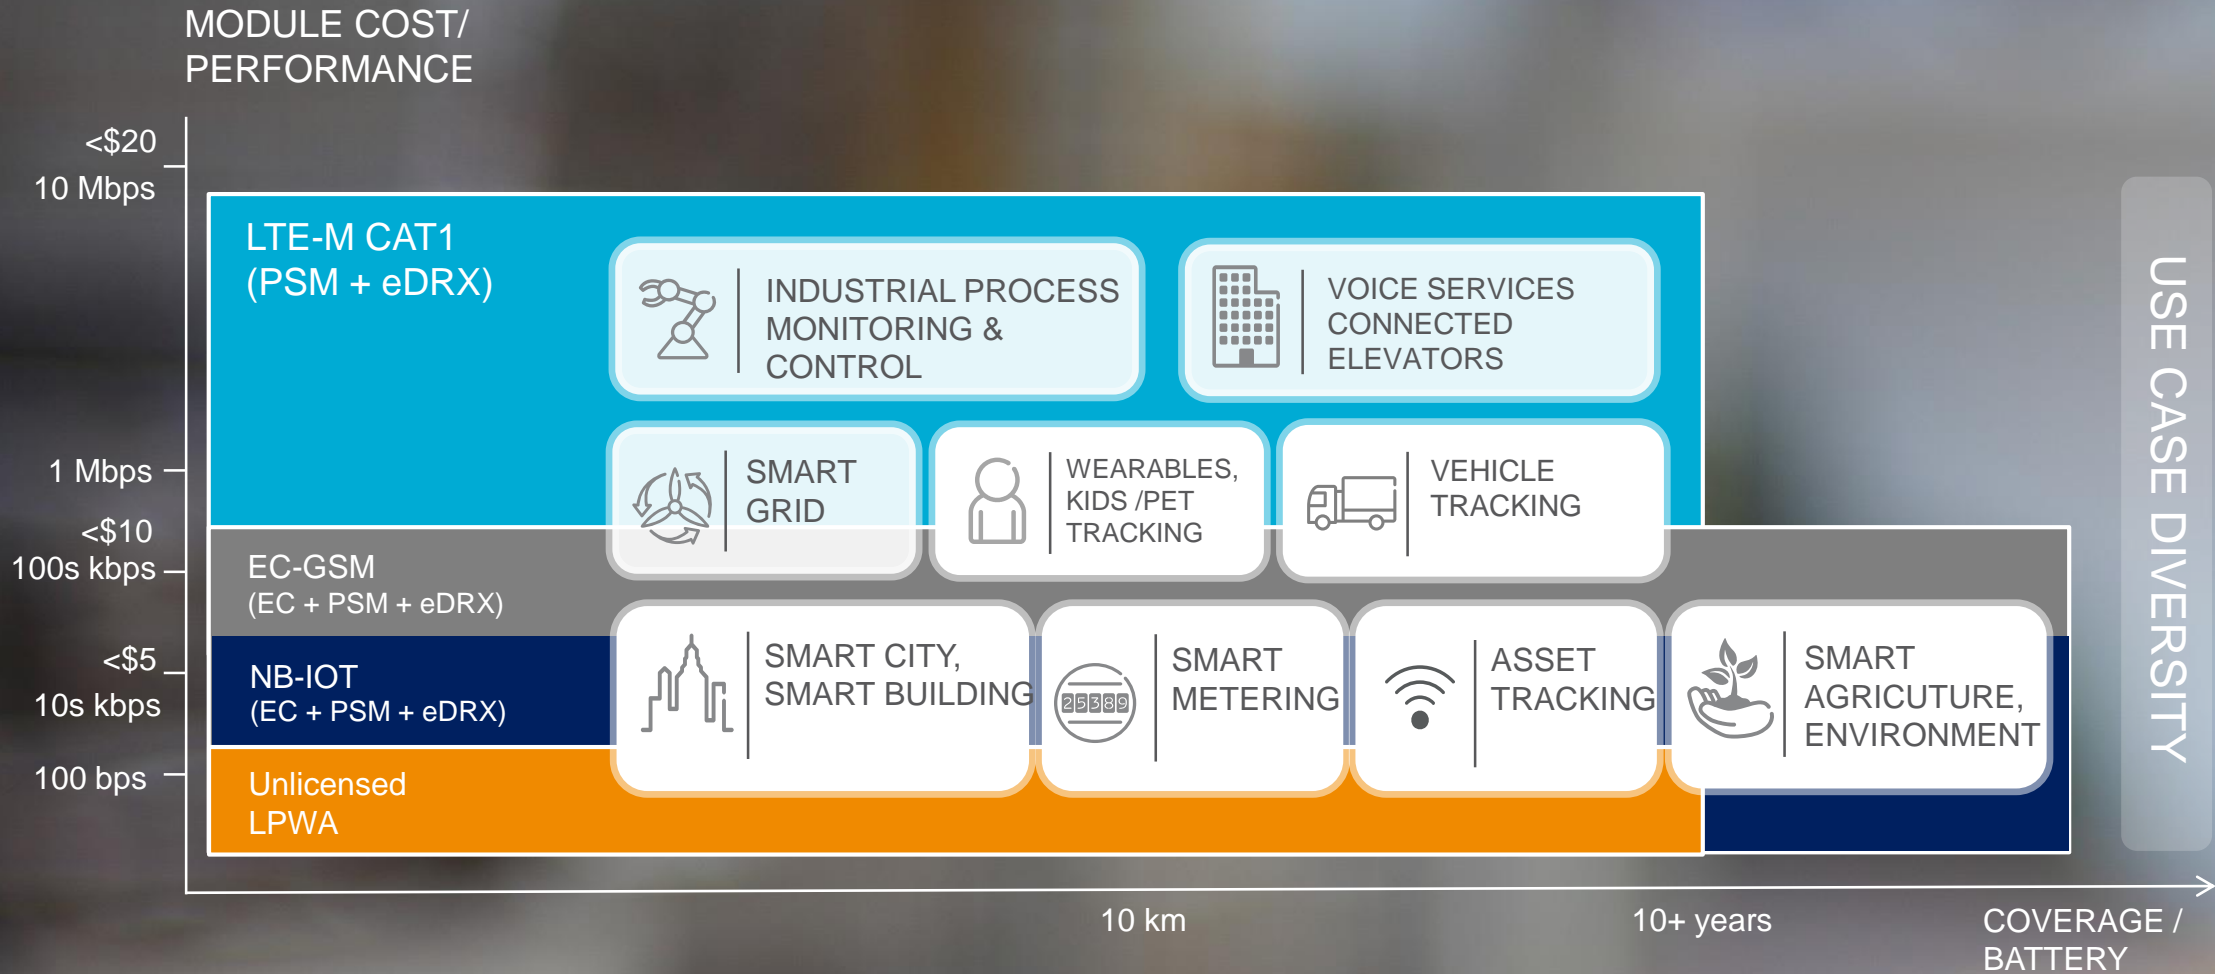 MODULE COST/
PERFORMANCE
<$20
10 Mbps
1 Mbps
<$10
100s kbps
<$5
10s kbps
100 bps
LTE-M CAT1
(PSM + eDRX)
INDUSTRIAL PROCESS
MONITORING &
CONTROL
VOICE SERVICES
CONNECTED
ELEVATORS
SMART
GRID
WEARABLES,
KIDS /PET
TRACKING
VEHICLE
TRACKING
EC-GSM
(EC + PSM + eDRX)
NB-IOT
(EC + PSM + eDRX)
SMART CITY,
SMART BUILDING
25389
SMART
METERING
ASSET
TRACKING
SMART
AGRICUTURE,
ENVIRONMENT
Unlicensed
LPWA
10 km
10+ years
COVERAGE /
BATTERY
USE CASE DIVERSITY